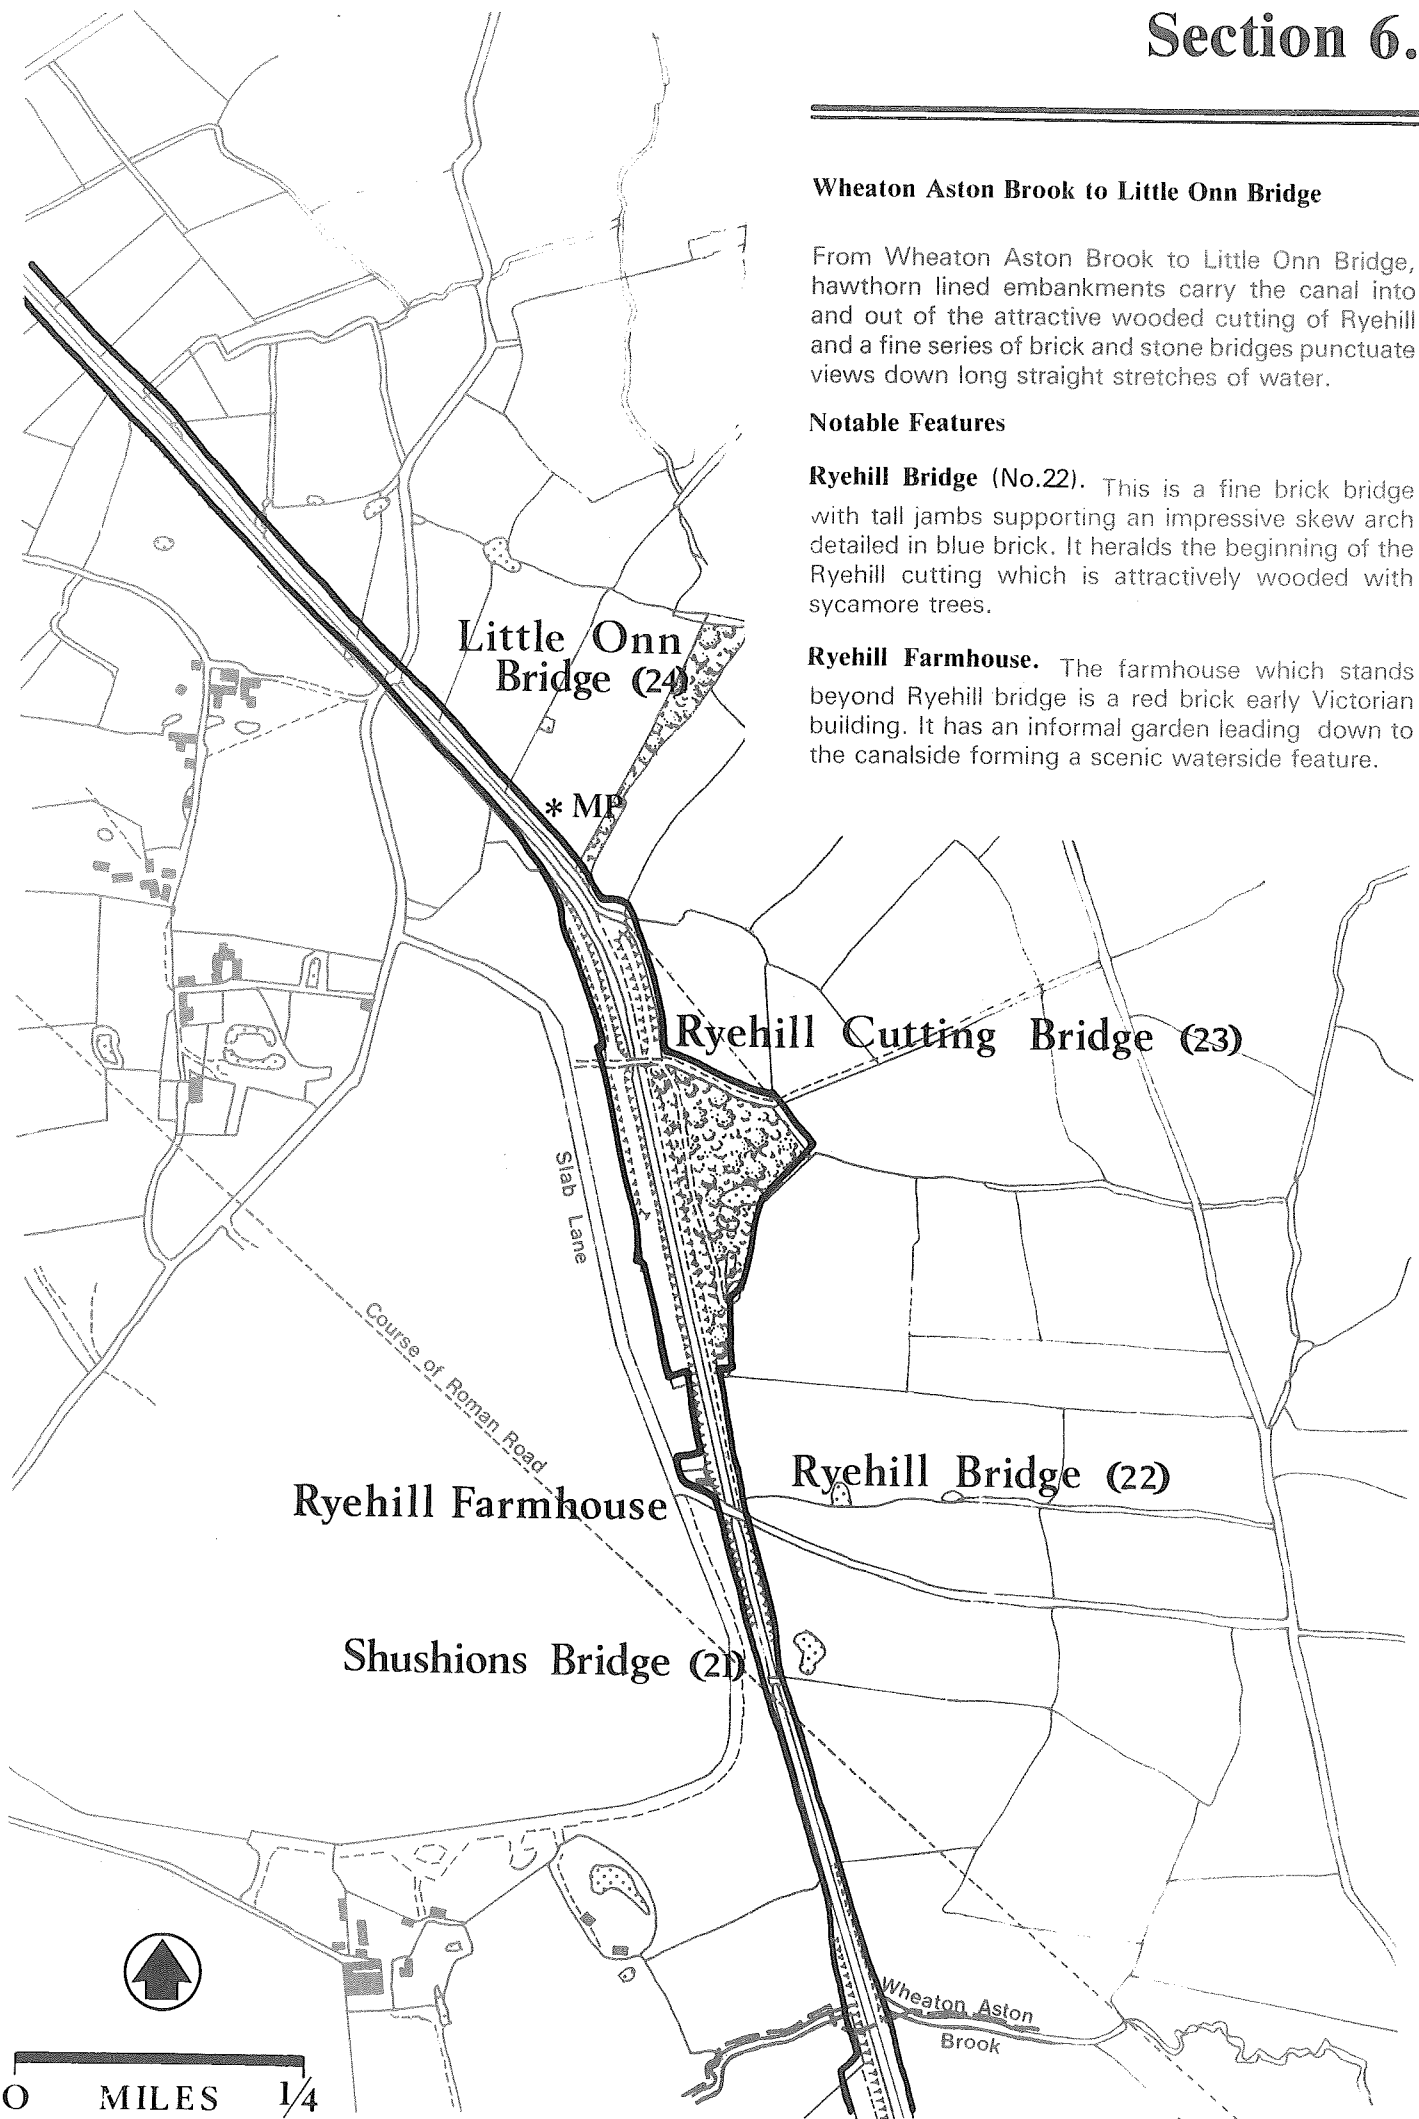 Section 6.
Wheaton Aston Brook to Little Onn Bridge
From Wheaton Aston Brook to Little Onn Bridge,
hawthorn lined embankments carry the canal into
and out of the attractive wooded cutting of Ryehill
and a fine series of brick and stone bridges punctuate
views down long straight stretches of water.
Notable Features
Ryehill Bridge (No.22). This is a fine brick bridge
with tall jambs supporting an impressive skew arch
detailed in blue brick. It heralds the beginning of the
Ryehill cutting which is attractively wooded with
sycamore trees.
Ryehill Farmhouse. The farmhouse which stands
beyond Ryehill bridge is a red brick early Victorian
building. It has an informal garden leading down to
the canalside forming a scenic waterside feature.
Little Onn
Bridge (24)
* MP
Ryehill Cutting Bridge (23)
Slab Lane
Course of Roman Road
Ryehill Bridge (22)
Ryehill Farmhouse
Shushions Bridge (21)
Wheaton Aston
Brook
0 MILES 1/4